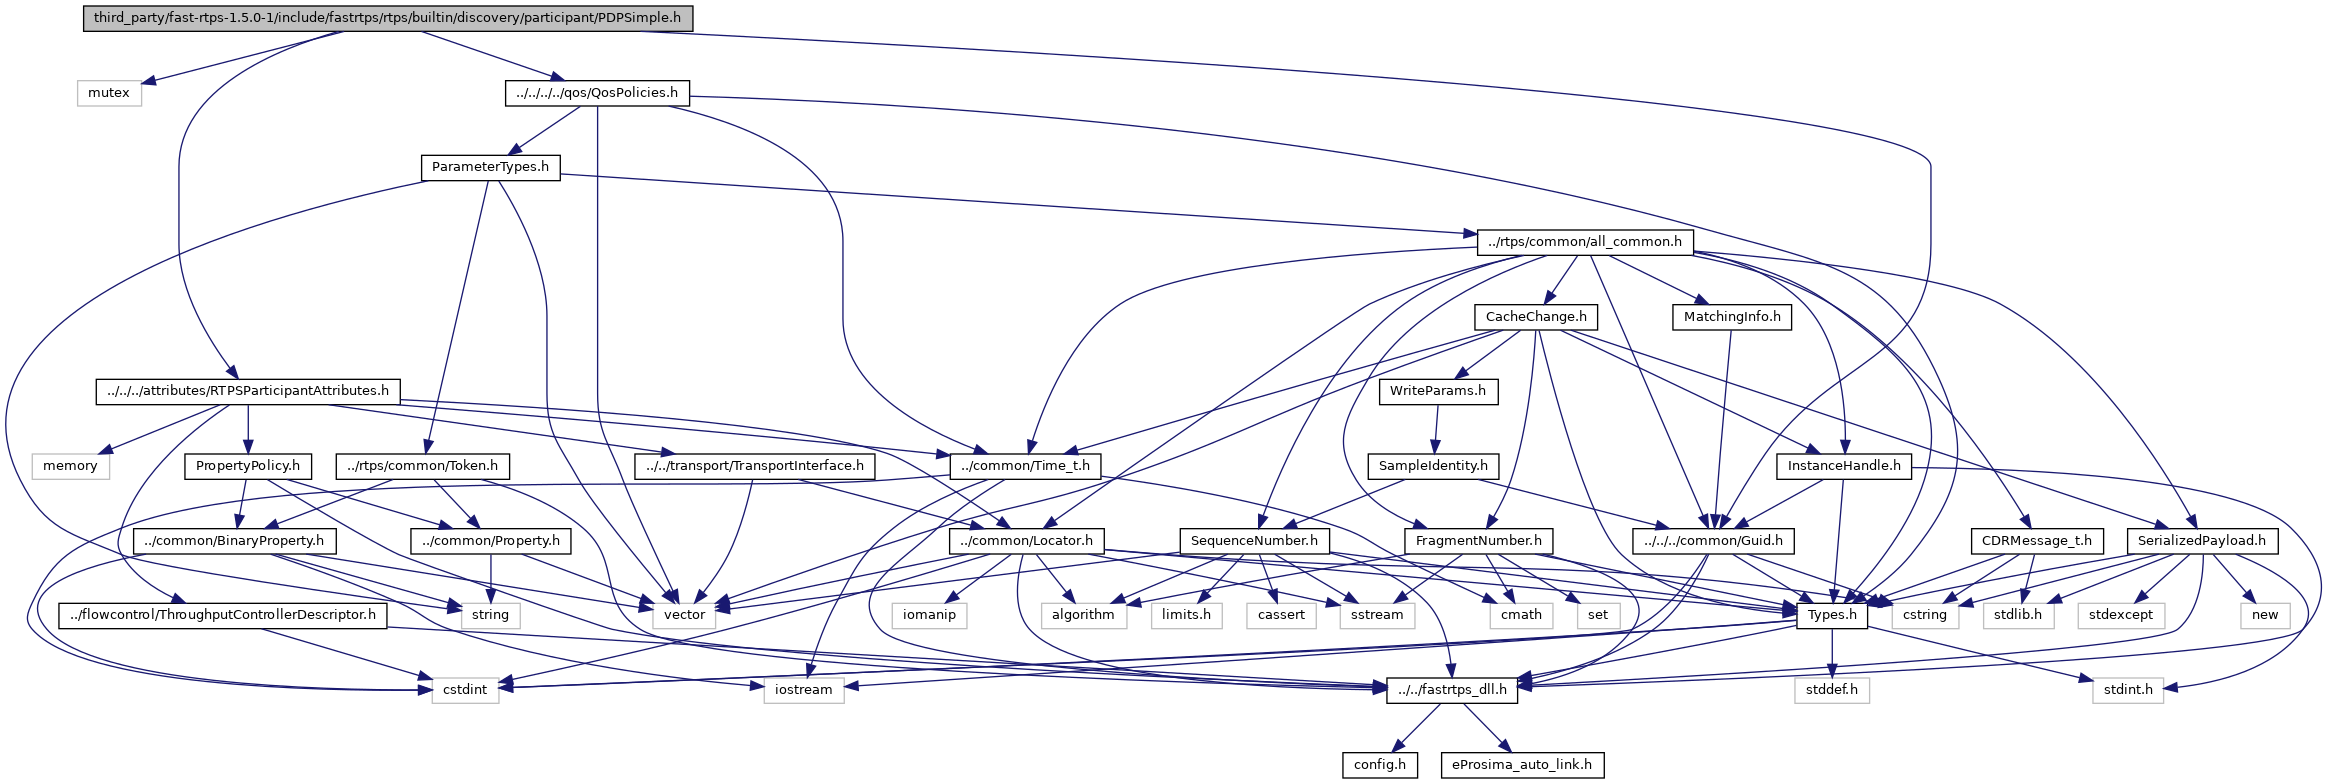 third_party/fast-rtps-1.5.0-1/include/fastrtps/rtps/builtin/discovery/participant/PDPSimple.h
mutex
../../../../qos/QosPolicies.h
ParameterTypes.h
../rtps/common/all_common.h
CacheChange.h
MatchingInfo.h
../../../attributes/RTPSParticipantAttributes.h
WriteParams.h
memory
PropertyPolicy.h
../rtps/common/Token.h
../../transport/TransportInterface.h
../common/Time_t.h
SampleIdentity.h
InstanceHandle.h
../common/BinaryProperty.h
../common/Property.h
../common/Locator.h
SequenceNumber.h
FragmentNumber.h
../../../common/Guid.h
CDRMessage_t.h
SerializedPayload.h
../flowcontrol/ThroughputControllerDescriptor.h
string
vector
iomanip
algorithm
limits.h
cassert
sstream
cmath
set
Types.h
cstring
stdlib.h
stdexcept
new
cstdint
iostream
../../fastrtps_dll.h
stddef.h
stdint.h
config.h
eProsima_auto_link.h